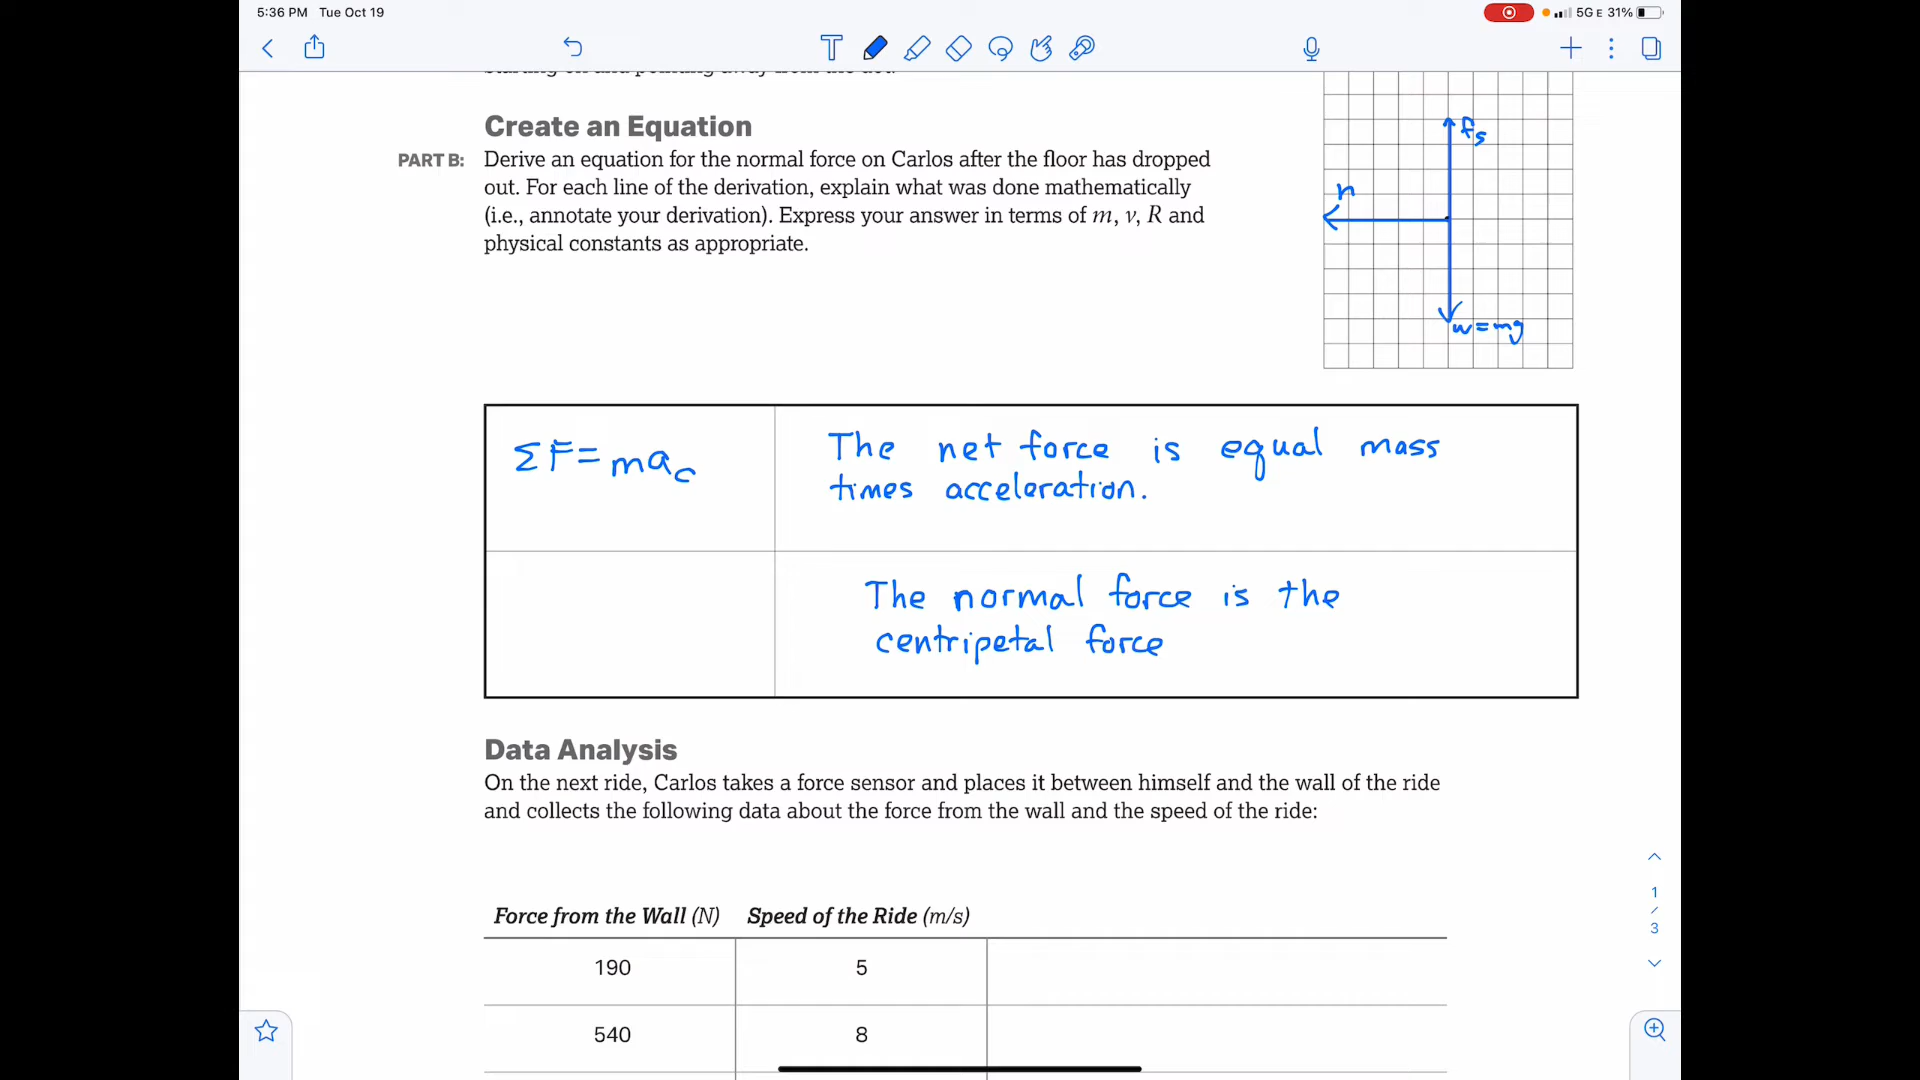 5:36 PM Tue Oct 19
5G E 31%
T
Create an Equation
PART B: Derive an equation for the normal force on Carlos after the floor has dropped
out. For each line of the derivation, explain what was done mathematically
(i.e., annotate your derivation). Express your answer in terms of m, v, R and
physical constants as appropriate.
fs
n
w=mg
ΣF=mac
The net force is equal mass
times acceleration.
The normal force is the
centripetal force
Data Analysis
On the next ride, Carlos takes a force sensor and places it between himself and the wall of the ride
and collects the following data about the force from the wall and the speed of the ride:
1
/
3
Force from the Wall (N) Speed of the Ride (m/s)
190 5
540 8